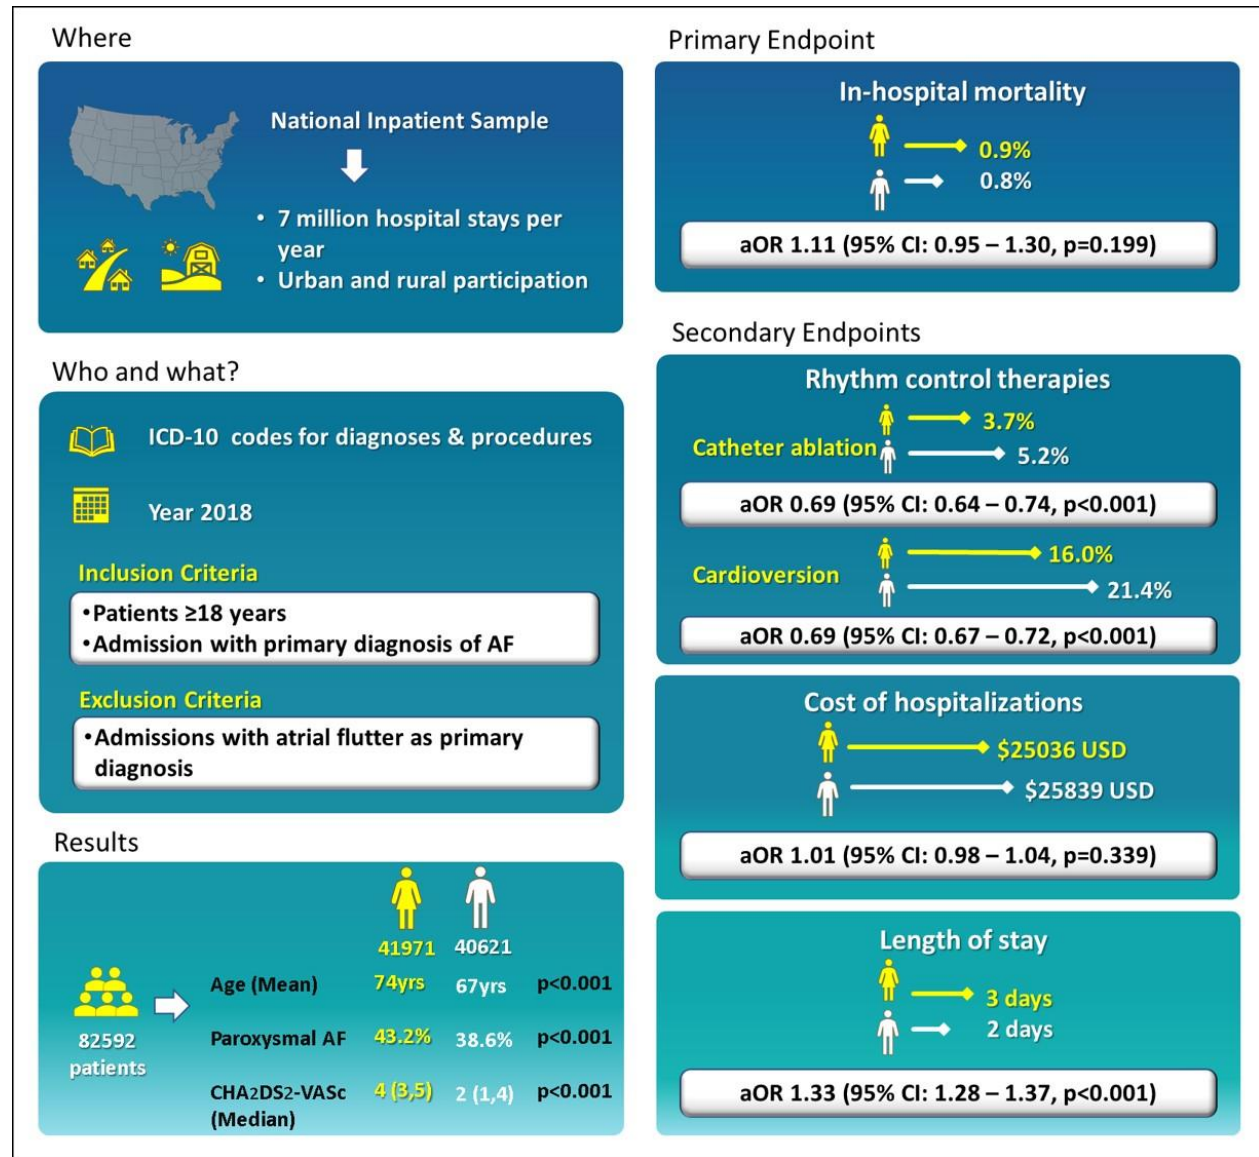 Where
National Inpatient Sample
• 7 million hospital stays per
year
• Urban and rural participation
Who and what?
ICD-10 codes for diagnoses & procedures
Year 2018
Inclusion Criteria
•Patients ≥18 years
•Admission with primary diagnosis of AF
Exclusion Criteria
•Admissions with atrial flutter as primary
diagnosis
Results
41971 40621
82592
patients
Age (Mean) 74yrs 67yrs p<0.001
Paroxysmal AF 43.2% 38.6% p<0.001
CHA2DS2-VASc 4 (3,5) 2 (1,4) p<0.001
(Median)
Primary Endpoint
In-hospital mortality
0.9%
0.8%
aOR 1.11 (95% CI: 0.95 – 1.30, p=0.199)
Secondary Endpoints
Rhythm control therapies
Catheter ablation
3.7%
5.2%
aOR 0.69 (95% CI: 0.64 – 0.74, p<0.001)
Cardioversion
16.0%
21.4%
aOR 0.69 (95% CI: 0.67 – 0.72, p<0.001)
Cost of hospitalizations
$25036 USD
$25839 USD
aOR 1.01 (95% CI: 0.98 – 1.04, p=0.339)
Length of stay
3 days
2 days
aOR 1.33 (95% CI: 1.28 – 1.37, p<0.001)